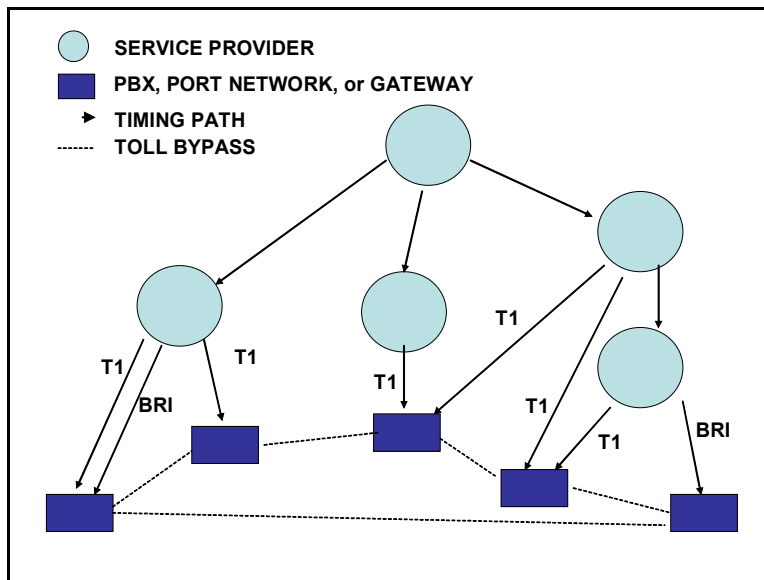 SERVICE PROVIDER
PBX, PORT NETWORK, or GATEWAY
TIMING PATH
TOLL BYPASS
T1
T1
T1
T1
BRI
T1
T1
BRI